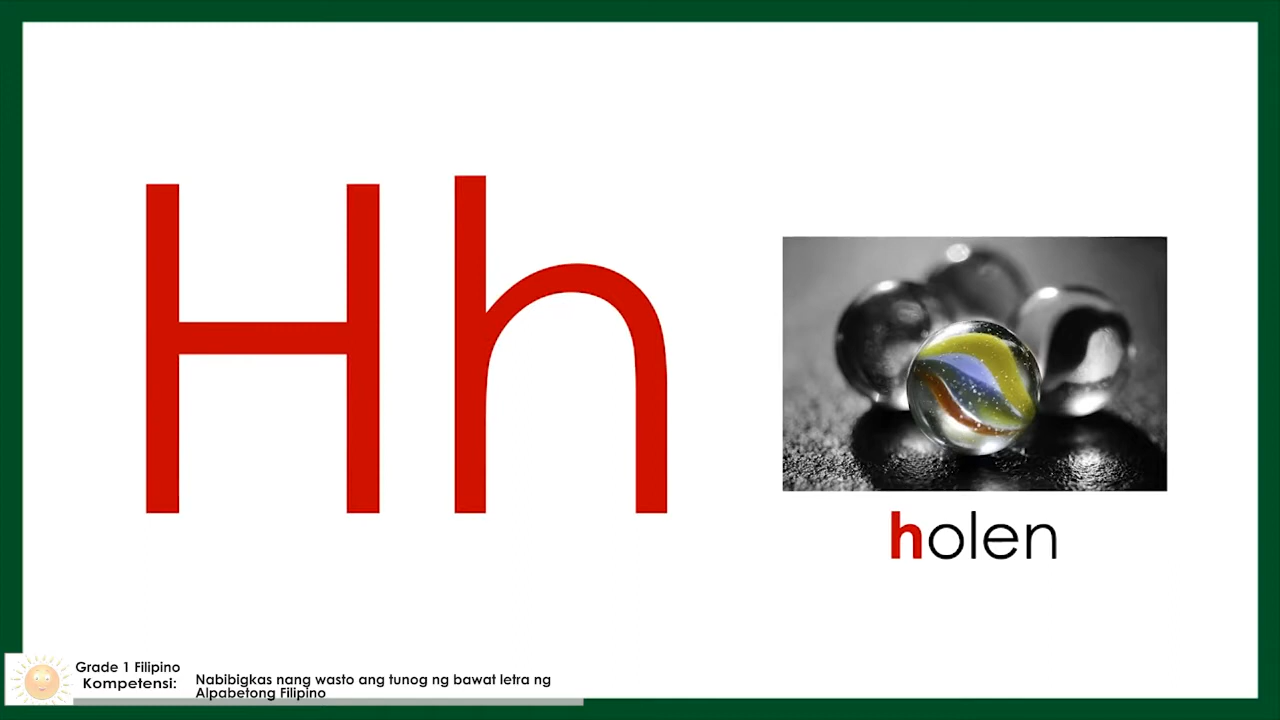 Hh
holen
Grade 1 Filipino
Kompetensi:
Nabibigkas nang wasto ang tunog ng bawat letra ng
Alpabetong Filipino